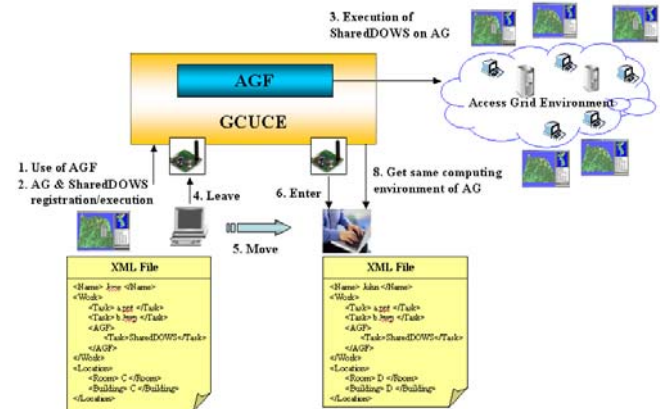 3. Execution of
SharedDOWS on AG
AGF
Access Grid Environment
GCUCE
1. Use of AGF
2. AG & SharedDOWS
registration/execution
4. Leave
6. Enter
8. Get same computing
environment of AG
5. Move
XML File
<Name> </Name>
<Work>
<Task> a.ppt </Task>
<Task> b.hwp </Task>
<AGF>
<Task>SharedDOWS</Task>
</AGF>
</Work>
<Location>
<Room> C </Room>
<Building> C </Building>
</Location>
XML File
<Name> John </Name>
<Work>
<Task> a.ppt </Task>
<Task> b.hwp </Task>
<AGF>
<Task>SharedDOWS</Task>
</AGF>
</Work>
<Location>
<Room> D </Room>
<Building> D </Building>
</Location>